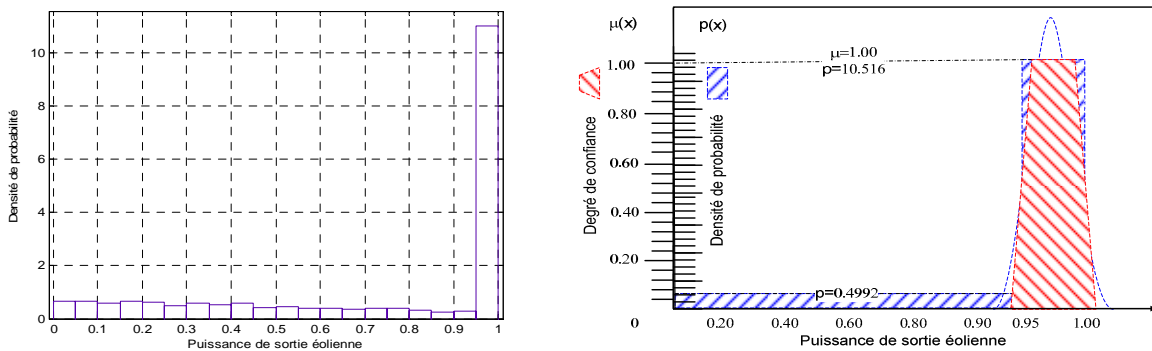 10
8
6
4
2
0
Densité de probabilité
0 0.1 0.2 0.3 0.4 0.5 0.6 0.7 0.8 0.9 1
Puissance de sortie éolienne
μ(x) p(x)
μ=1.00
p=10.516
1.00
0.80
0.60
0.40
0.20
0
Degré de confiance
Densité de probabilité
p=0.4992
0.20 0.40 0.60 0.80 0.90 0.95 1.00
Puissance de sortie éolienne